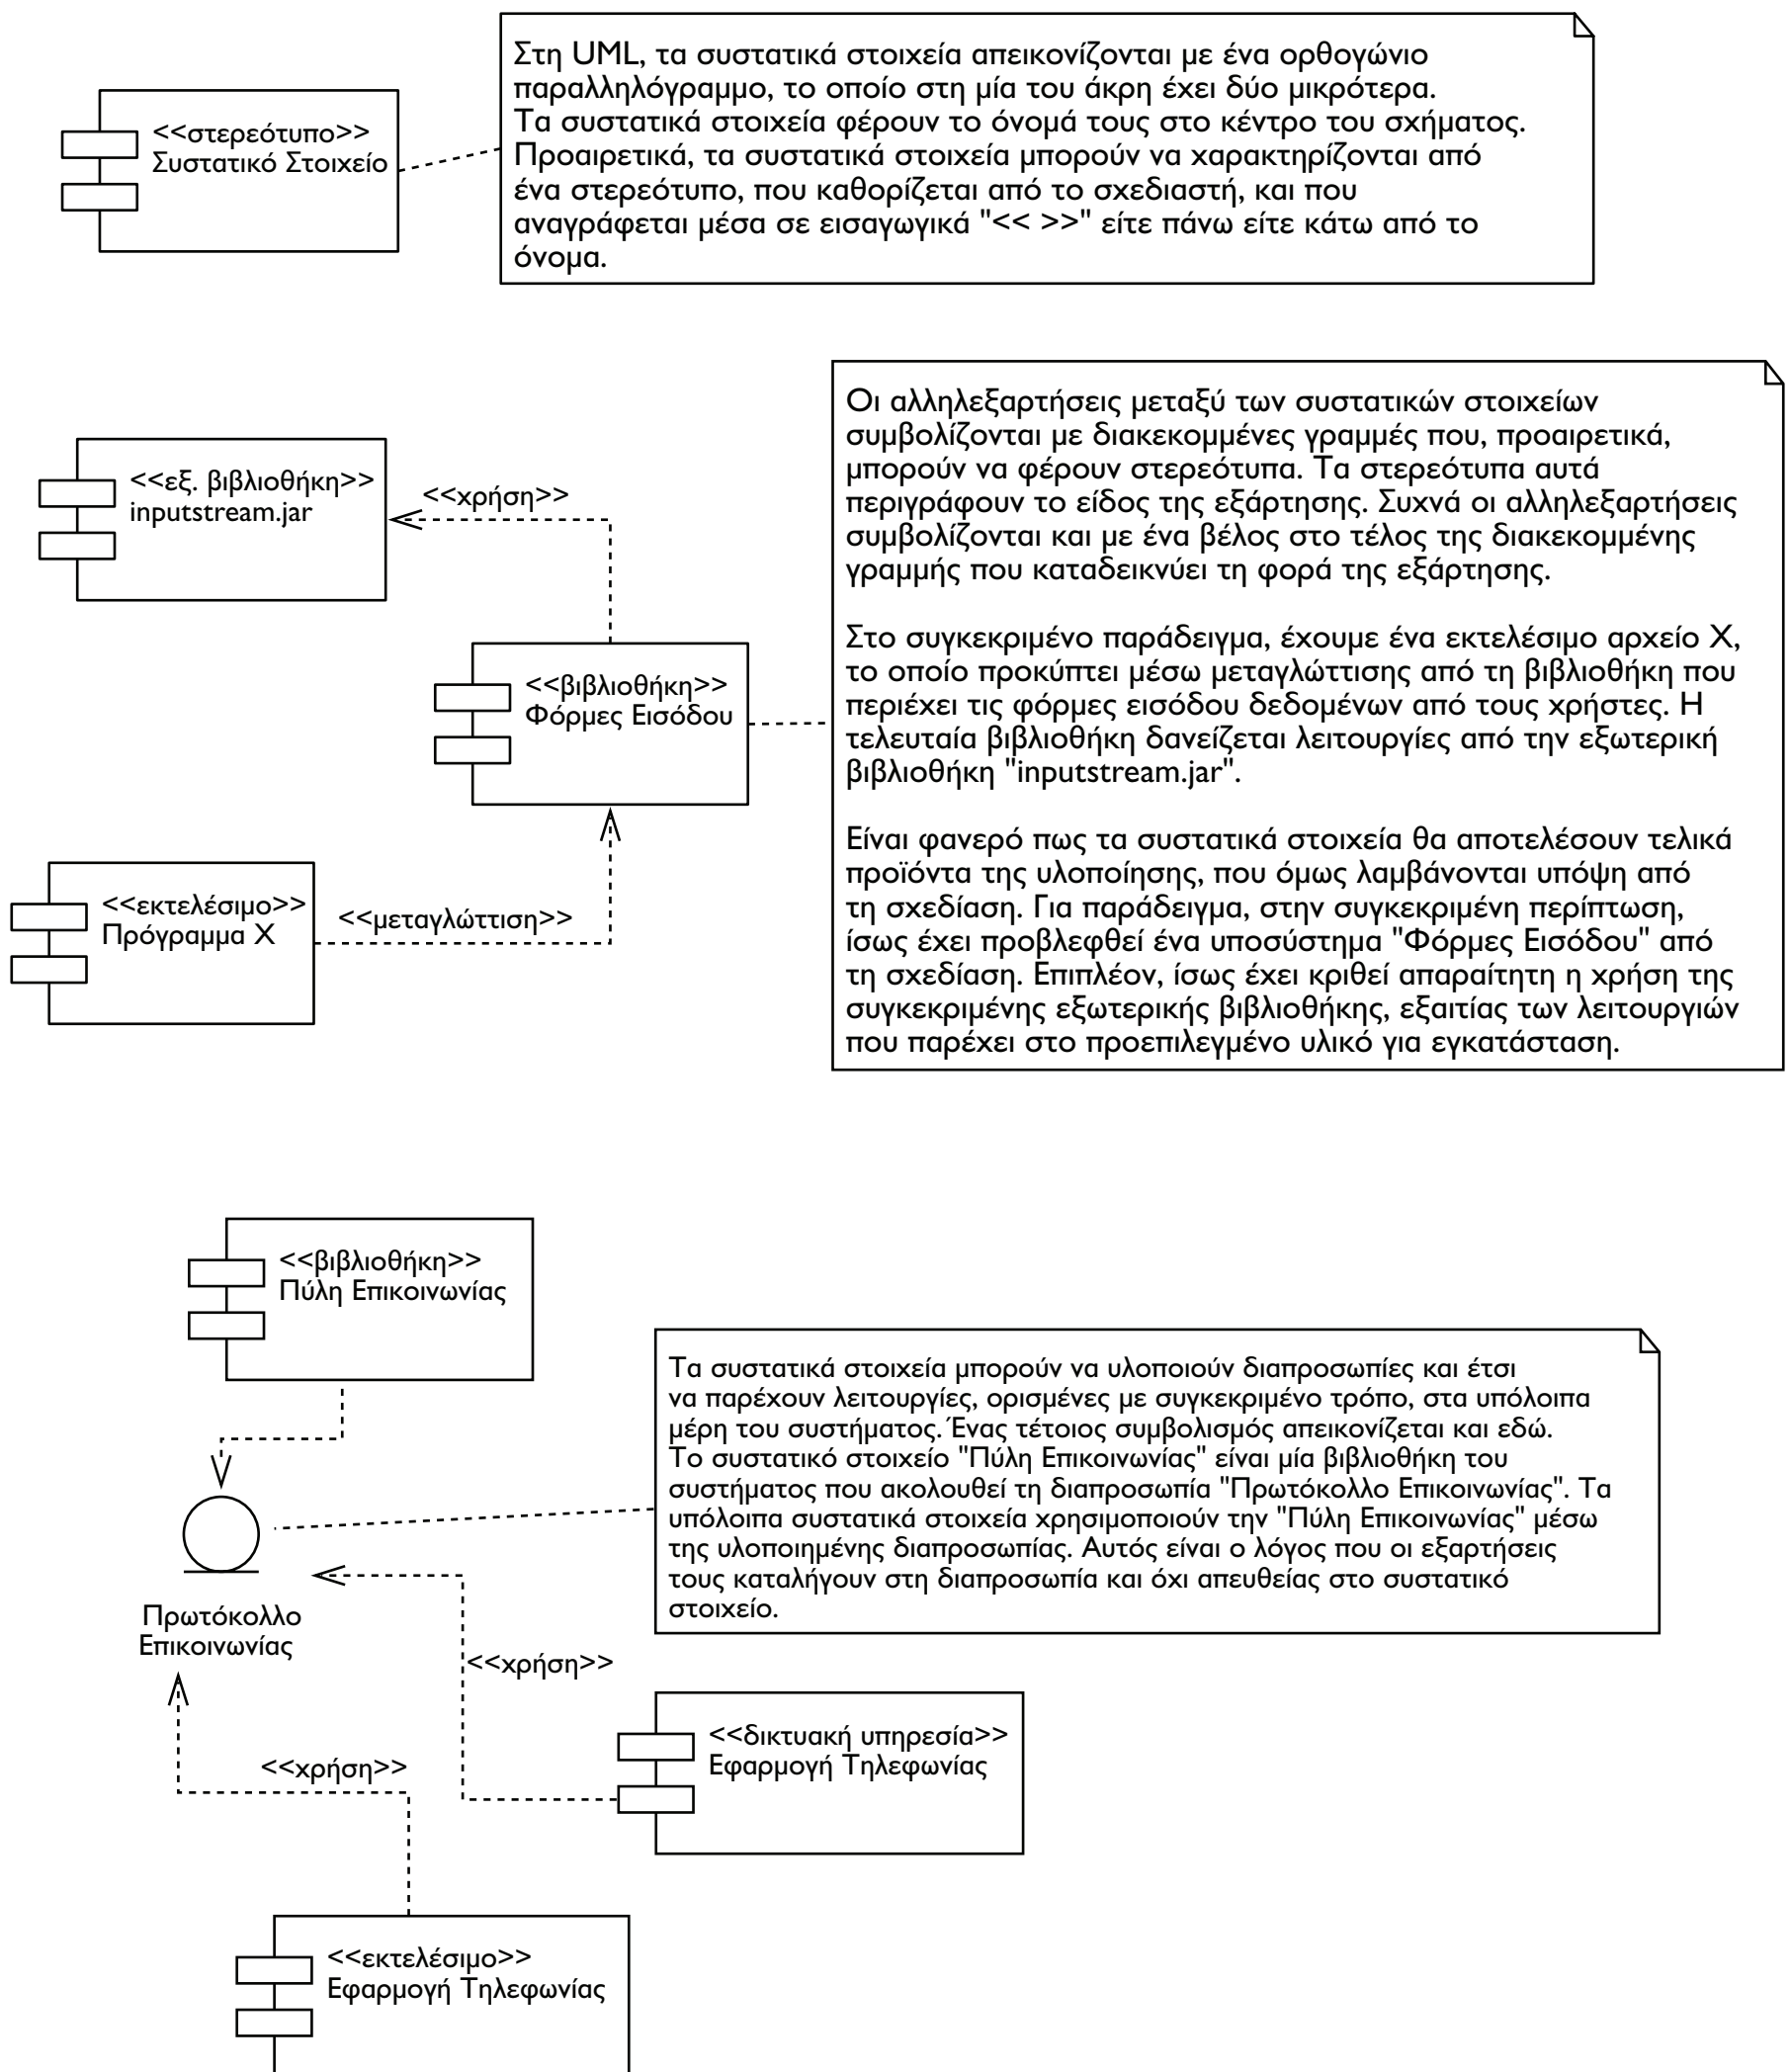 <<στερεότυπο>>
Συστατικό Στοιχείο
Στη UML, τα συστατικά στοιχεία απεικονίζονται με ένα ορθογώνιο
παραλληλόγραμμο, το οποίο στη μία του άκρη έχει δύο μικρότερα.
Τα συστατικά στοιχεία φέρουν το όνομά τους στο κέντρο του σχήματος.
Προαιρετικά, τα συστατικά στοιχεία μπορούν να χαρακτηρίζονται από
ένα στερεότυπο, που καθορίζεται από το σχεδιαστή, και που
αναγράφεται μέσα σε εισαγωγικά "<< >>" είτε πάνω είτε κάτω από το
όνομα.
<<εξ. βιβλιοθήκη>>
inputstream.jar
<<χρήση>>
<<βιβλιοθήκη>>
Φόρμες Εισόδου
<<εκτελέσιμο>>
Πρόγραμμα Χ
<<μεταγλώττιση>>
Οι αλληλεξαρτήσεις μεταξύ των συστατικών στοιχείων
συμβολίζονται με διακεκομμένες γραμμές που, προαιρετικά,
μπορούν να φέρουν στερεότυπα. Τα στερεότυπα αυτά
περιγράφουν το είδος της εξάρτησης. Συχνά οι αλληλεξαρτήσεις
συμβολίζονται και με ένα βέλος στο τέλος της διακεκομμένης
γραμμής που καταδεικνύει τη φορά της εξάρτησης.
Στο συγκεκριμένο παράδειγμα, έχουμε ένα εκτελέσιμο αρχείο Χ,
το οποίο προκύπτει μέσω μεταγλώττισης από τη βιβλιοθήκη που
περιέχει τις φόρμες εισόδου δεδομένων από τους χρήστες. Η
τελευταία βιβλιοθήκη δανείζεται λειτουργίες από την εξωτερική
βιβλιοθήκη "inputstream.jar".
Είναι φανερό πως τα συστατικά στοιχεία θα αποτελέσουν τελικά
προϊόντα της υλοποίησης, που όμως λαμβάνονται υπόψη από
τη σχεδίαση. Για παράδειγμα, στην συγκεκριμένη περίπτωση,
ίσως έχει προβλεφθεί ένα υποσύστημα "Φόρμες Εισόδου" από
τη σχεδίαση. Επιπλέον, ίσως έχει κριθεί απαραίτητη η χρήση της
συγκεκριμένης εξωτερικής βιβλιοθήκης, εξαιτίας των λειτουργιών
που παρέχει στο προεπιλεγμένο υλικό για εγκατάσταση.
<<βιβλιοθήκη>>
Πύλη Επικοινωνίας
Τα συστατικά στοιχεία μπορούν να υλοποιούν διαπροσωπίες και έτσι
να παρέχουν λειτουργίες, ορισμένες με συγκεκριμένο τρόπο, στα υπόλοιπα
μέρη του συστήματος. Ένας τέτοιος συμβολισμός απεικονίζεται και εδώ.
Το συστατικό στοιχείο "Πύλη Επικοινωνίας" είναι μία βιβλιοθήκη του
συστήματος που ακολουθεί τη διαπροσωπία "Πρωτόκολλο Επικοινωνίας". Τα
υπόλοιπα συστατικά στοιχεία χρησιμοποιούν την "Πύλη Επικοινωνίας" μέσω
της υλοποιημένης διαπροσωπίας. Αυτός είναι ο λόγος που οι εξαρτήσεις
τους καταλήγουν στη διαπροσωπία και όχι απευθείας στο συστατικό
στοιχείο.
Πρωτόκολλο
Επικοινωνίας
<<χρήση>>
<<δικτυακή υπηρεσία>>
Εφαρμογή Τηλεφωνίας
<<χρήση>>
<<εκτελέσιμο>>
Εφαρμογή Τηλεφωνίας